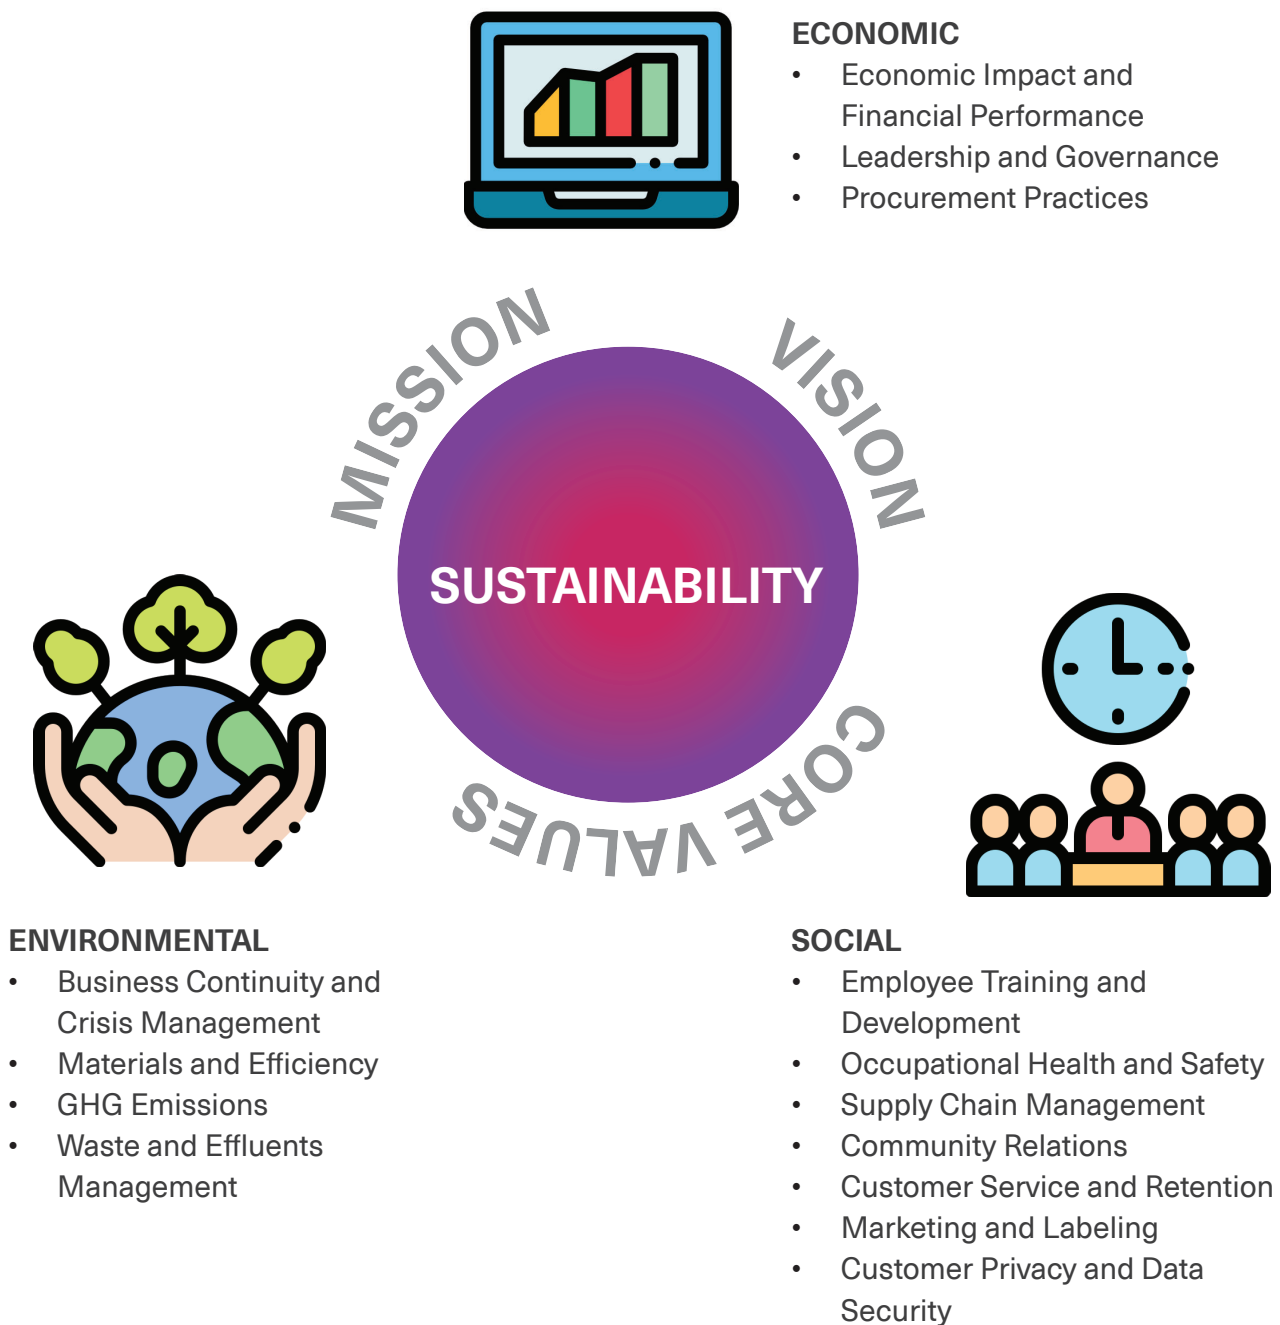 ECONOMIC
• Economic Impact and
Financial Performance
• Leadership and Governance
• Procurement Practices
MISSION
VISION
SUSTAINABILITY
CORE VALUES
ENVIRONMENTAL
• Business Continuity and
Crisis Management
• Materials and Efficiency
• GHG Emissions
• Waste and Effluents
Management
SOCIAL
• Employee Training and
Development
• Occupational Health and Safety
• Supply Chain Management
• Community Relations
• Customer Service and Retention
• Marketing and Labeling
• Customer Privacy and Data
Security